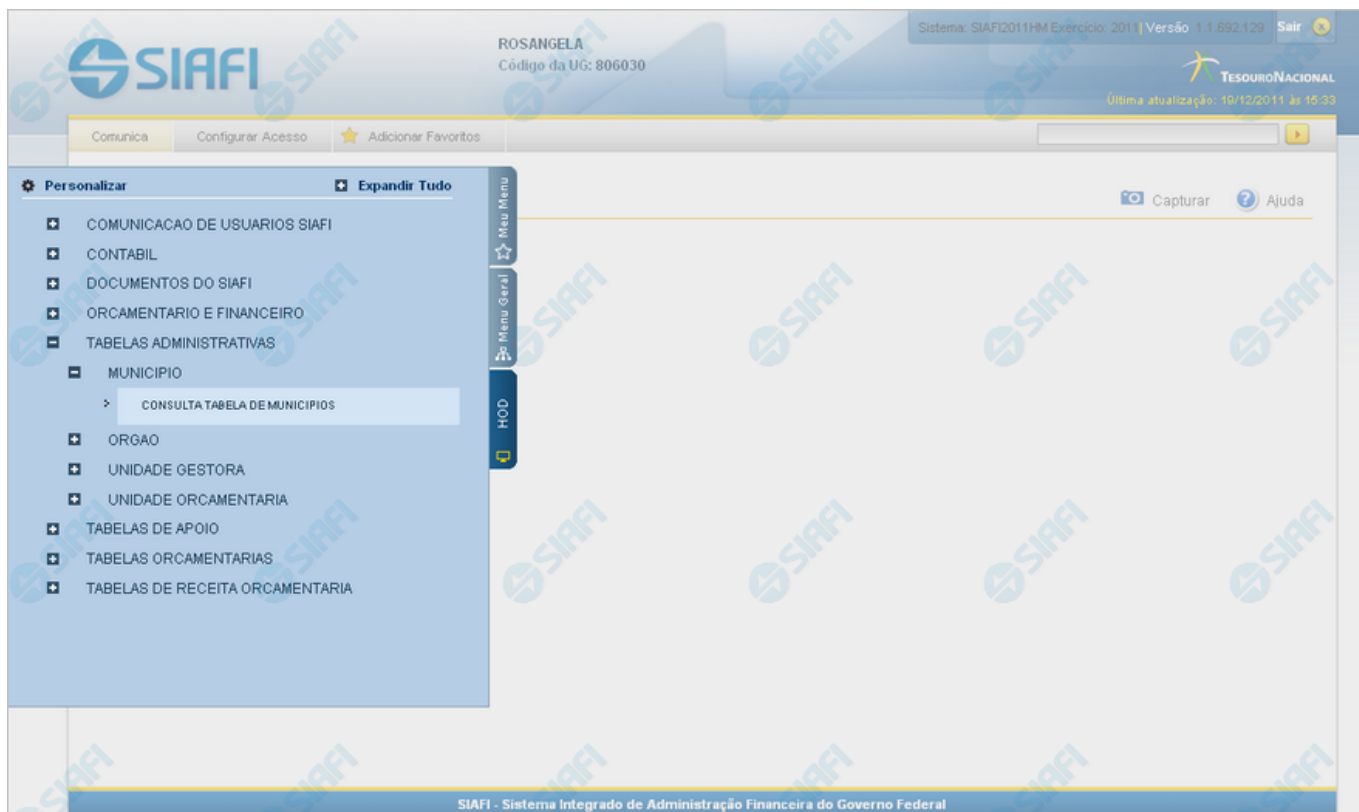 SIAFI
ROSANGELA
Código da UG: 806030
Sistema: SIAFI2011HM Exercício: 2011| Versão 1.1.692.129 Sair
TESOURONACIONAL
Última atualização: 19/12/2011 às 15:33
Comunica Configurar Acesso Adicionar Favoritos
Personalizar Expandir Tudo
Capturar Ajuda
COMUNICACAO DE USUARIOS SIAFI
CONTABIL
DOCUMENTOS DO SIAFI
ORCAMENTARIO E FINANCEIRO
TABELAS ADMINISTRATIVAS
MUNICIPIO
CONSULTA TABELA DE MUNICIPIOS
ORGAO
UNIDADE GESTORA
UNIDADE ORCAMENTARIA
TABELAS DE APOIO
TABELAS ORCAMENTARIAS
TABELAS DE RECEITA ORCAMENTARIA
Meu Menu
Menu Geral
HOD
SIAFI - Sistema Integrado de Administração Financeira do Governo Federal